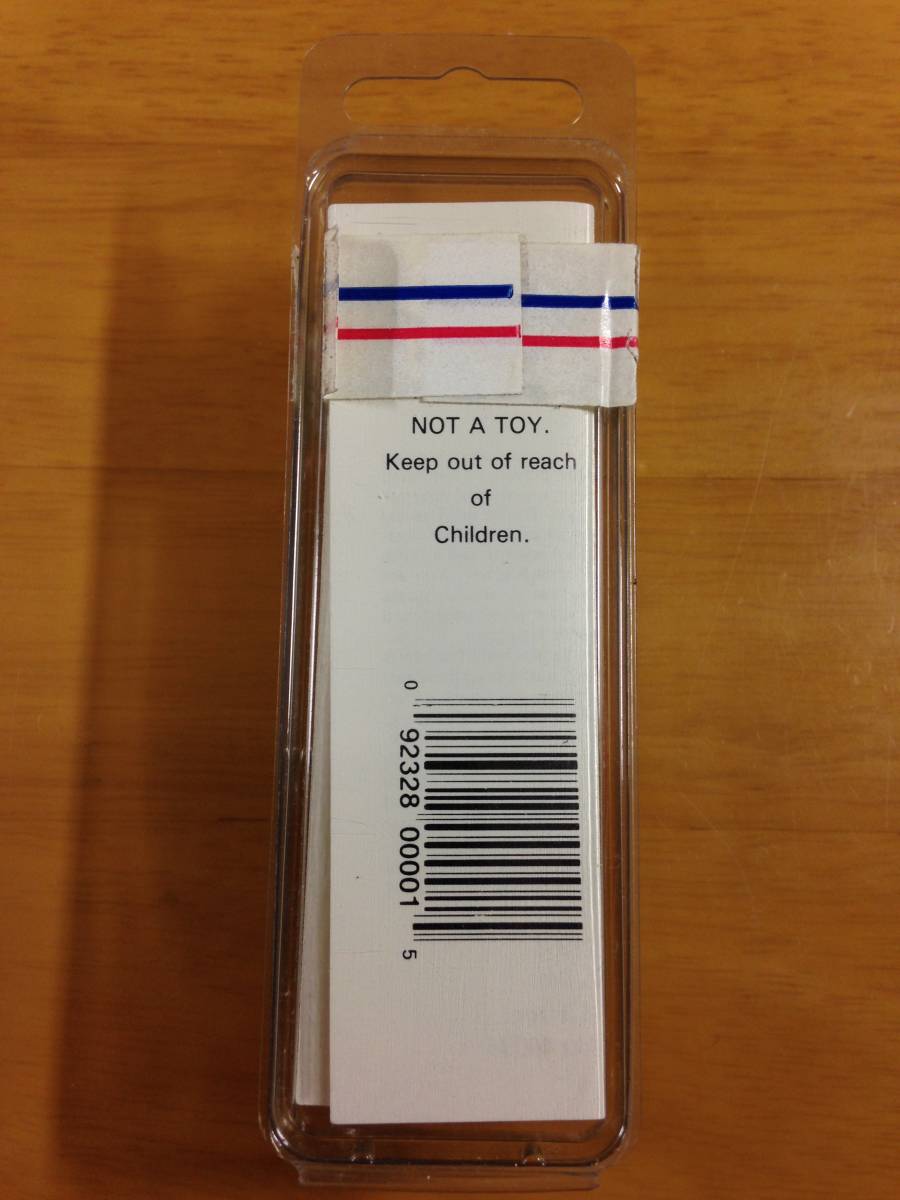 NOT A TOY.
Keep out of reach
of
Children.
0 92328 00001 5